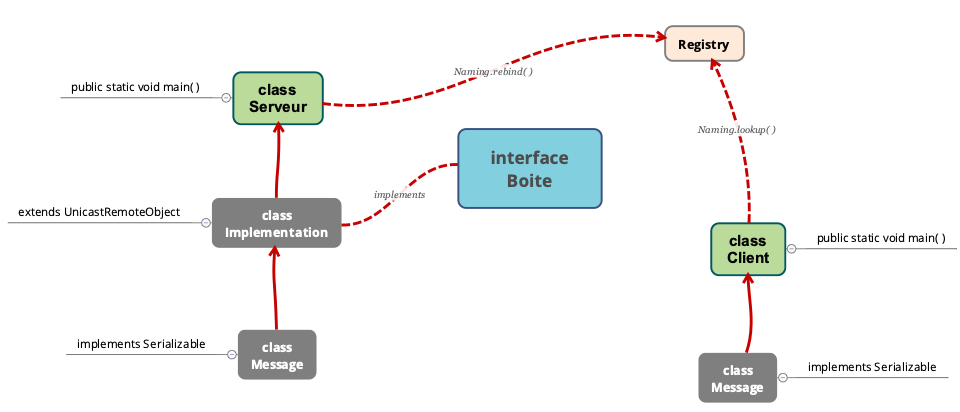 Registry
Naming.rebind( )
class
Serveur
public static void main( )
Naming.lookup( )
interface
Boite
implements
extends UnicastRemoteObject
class
Implementation
class
Client
public static void main( )
implements Serializable
class
Message
class
Message
implements Serializable